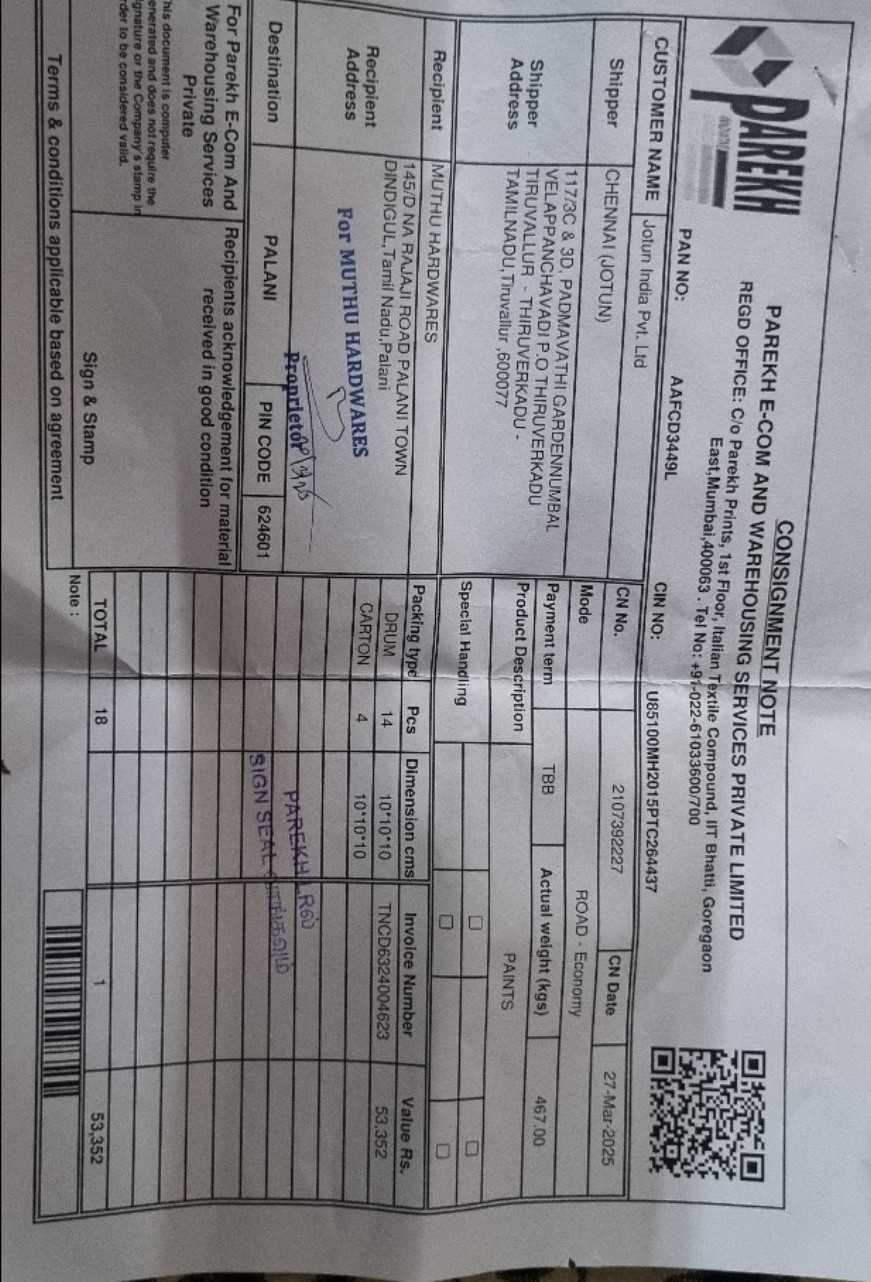 PAREKH
CONSIGNMENT NOTE
PAREKH E-COM AND WAREHOUSING SERVICES PRIVATE LIMITED
REGD OFFICE: C/o Parekh Prints, 1st Floor, Italian Textile Compound, IIT Bhatti, Goregaon
East,Mumbai,400063 . Tel No: +91-022-61033600/700
PAN NO: AAFCD3449L CIN NO: U85100MH2015PTC264437
CUSTOMER NAME Jotun India Pvt. Ltd
Shipper CHENNAI (JOTUN)
Shipper Address
117/3C & 3D, PADMAVATHI GARDENNUMBAL
VELAPPANCHAVADI P.O THIRUVERKADU
TIRUVALLUR - THIRUVERKADU -
TAMILNADU,Tiruvallur ,600077
Recipient MUTHU HARDWARES
Recipient Address
145/D NA RAJAJI ROAD PALANI TOWN
DINDIGUL,Tamil Nadu,Palani
For MUTHU HARDWARES
Proprietor
Destination PALANI PIN CODE 624601
For Parekh E-Com And
Warehousing Services
Private
Recipients acknowledgement for material
received in good condition
his document is computer
enerated and does not require the
ignature or the Company's stamp in
rder to be considered valid.
Sign & Stamp
Terms & conditions applicable based on agreement
CN No. 2107392227 CN Date 27-Mar-2025
Mode ROAD - Economy
Payment term TBB Actual weight (kgs) 467.00
Product Description PAINTS
Special Handling
Packing type Pcs Dimension cms Invoice Number Value Rs.
DRUM 14 10*10*10 TNCD6324004623 53,352
CARTON 4 10*10*10
PAREKH LR
SIGN SEAL
TOTAL 18 1 53,352
Note :